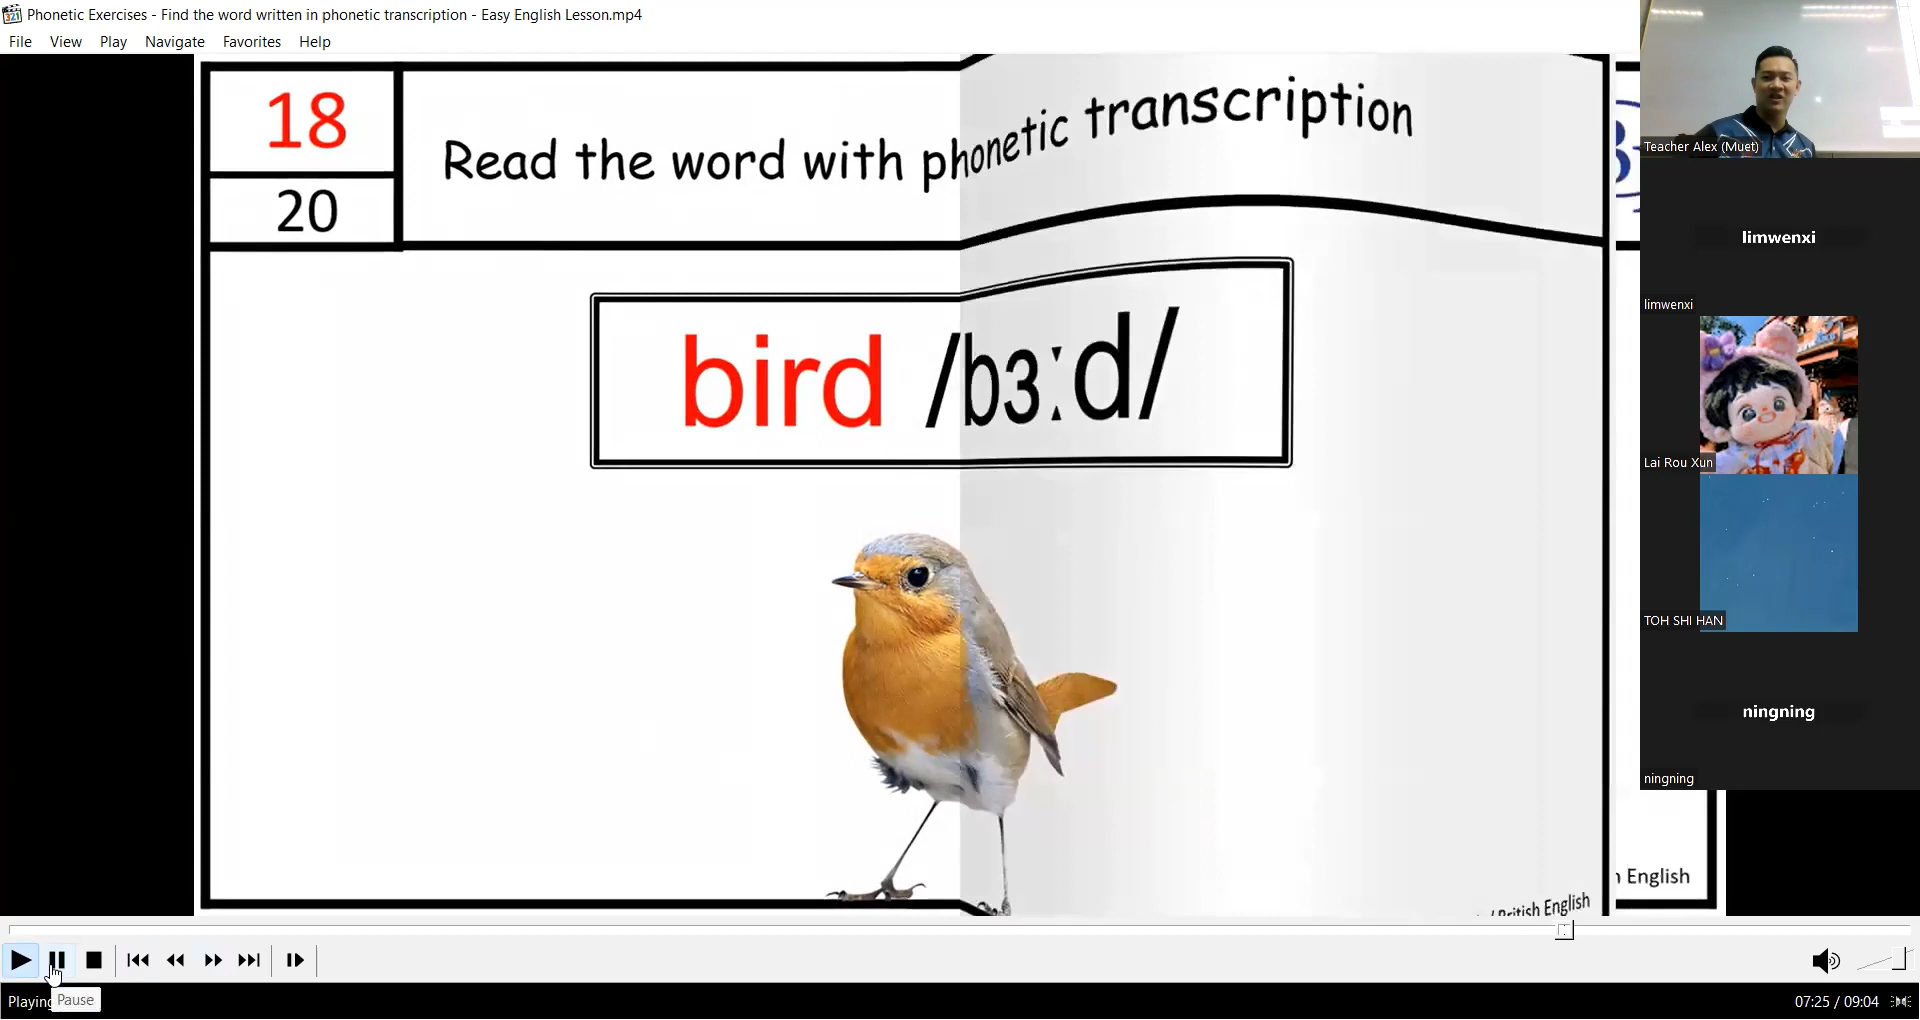 Phonetic Exercises - Find the word written in phonetic transcription - Easy English Lesson.mp4
File View Play Navigate Favorites Help
18
20
Read the word with phonetic transcription
bird /bɜːd/
British English
English
Teacher Alex (Muet)
limwenxi
limwenxi
Lai Rou Xun
TOH SHI HAN
ningning
ningning
Playing
Pause
07:25 / 09:04